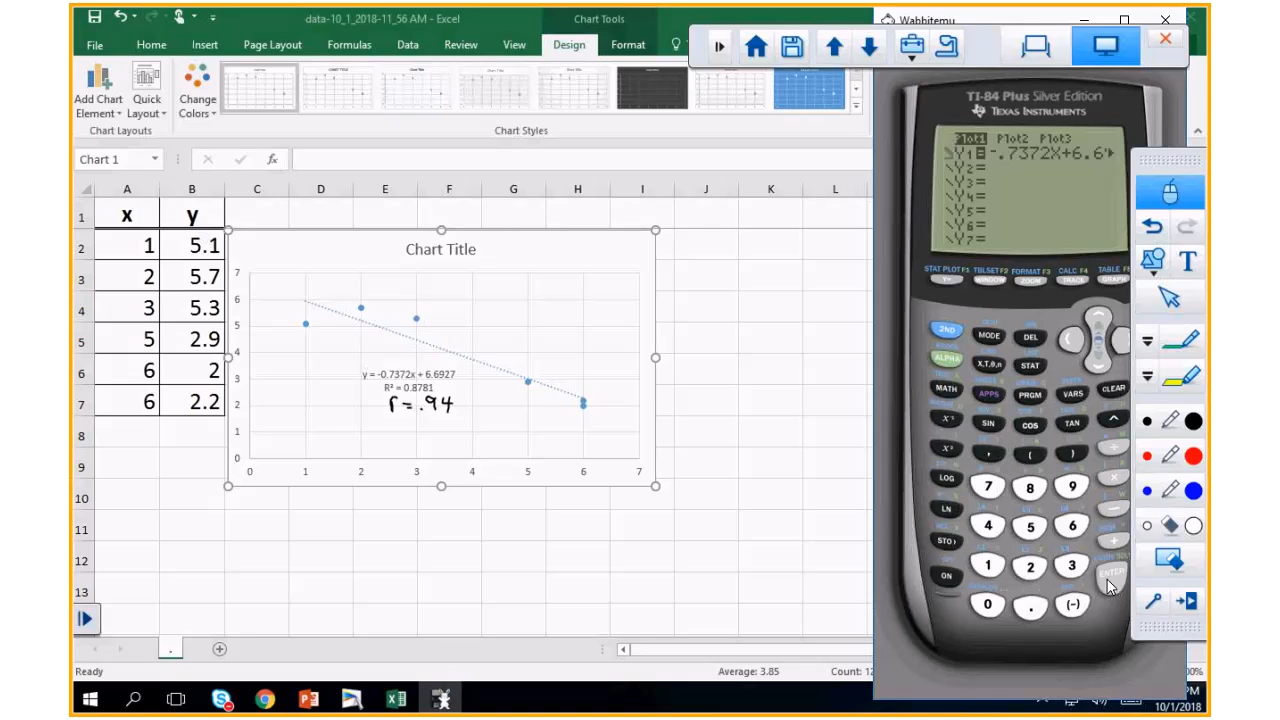 data-10_1_2018-11_56 AM - Excel
Chart Tools
Wabbitemu
File Home Insert Page Layout Formulas Data Review View Design Format
Add Chart Element
Quick Layout
Change Colors
Chart Layouts
Chart Styles
Chart 1
fx
A B C D E F G H I J K L
1 x y
2 1 5.1
3 2 5.7
4 3 5.3
5 5 2.9
6 6 2
7 6 2.2
8
9
10
11
12
13
Chart Title
7
6
5
4
3
2
1
0
0 1 2 3 4 5 6 7
y = -0.7372x + 6.6927
R² = 0.8781
r = .94
TI-84 Plus Silver Edition
TEXAS INSTRUMENTS
Plot1 Plot2 Plot3
\Y1=-.7372X+6.6
\Y2=
\Y3=
\Y4=
\Y5=
\Y6=
\Y7=
STAT PLOT F1 TBLSET F2 FORMAT F3 CALC F4 TABLE
Y= WINDOW ZOOM TRACE GRAPH
2ND MODE DEL
ALPHA X,T,θ,n STAT
MATH APPS PRGM VARS CLEAR
SIN COS TAN ^
x² , ( )
LOG 7 8 9
LN 4 5 6 −
STO 1 2 3 +
ON 0 . (−) ENTER
T
Ready
Average: 3.85
Count: 12
10/1/2018